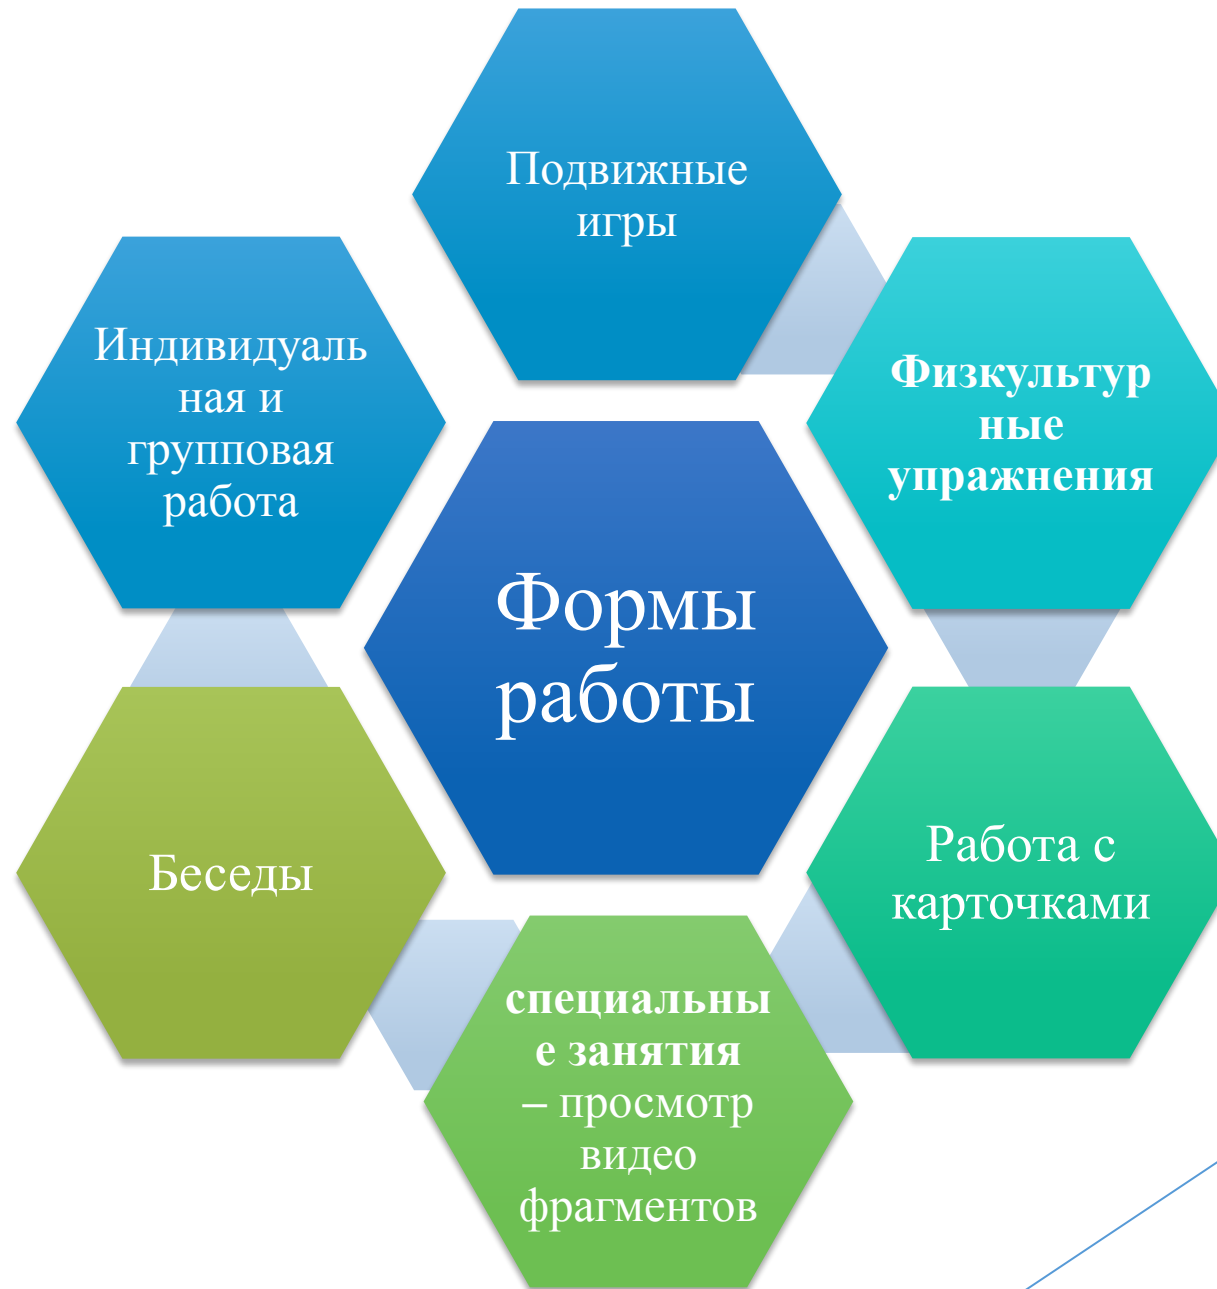 Подвижные
игры
Индивидуаль
ная и
групповая
работа
Физкультур
ные
упражнения
Формы
работы
Беседы
Работа с
карточками
специальны
е занятия
– просмотр
видео
фрагментов